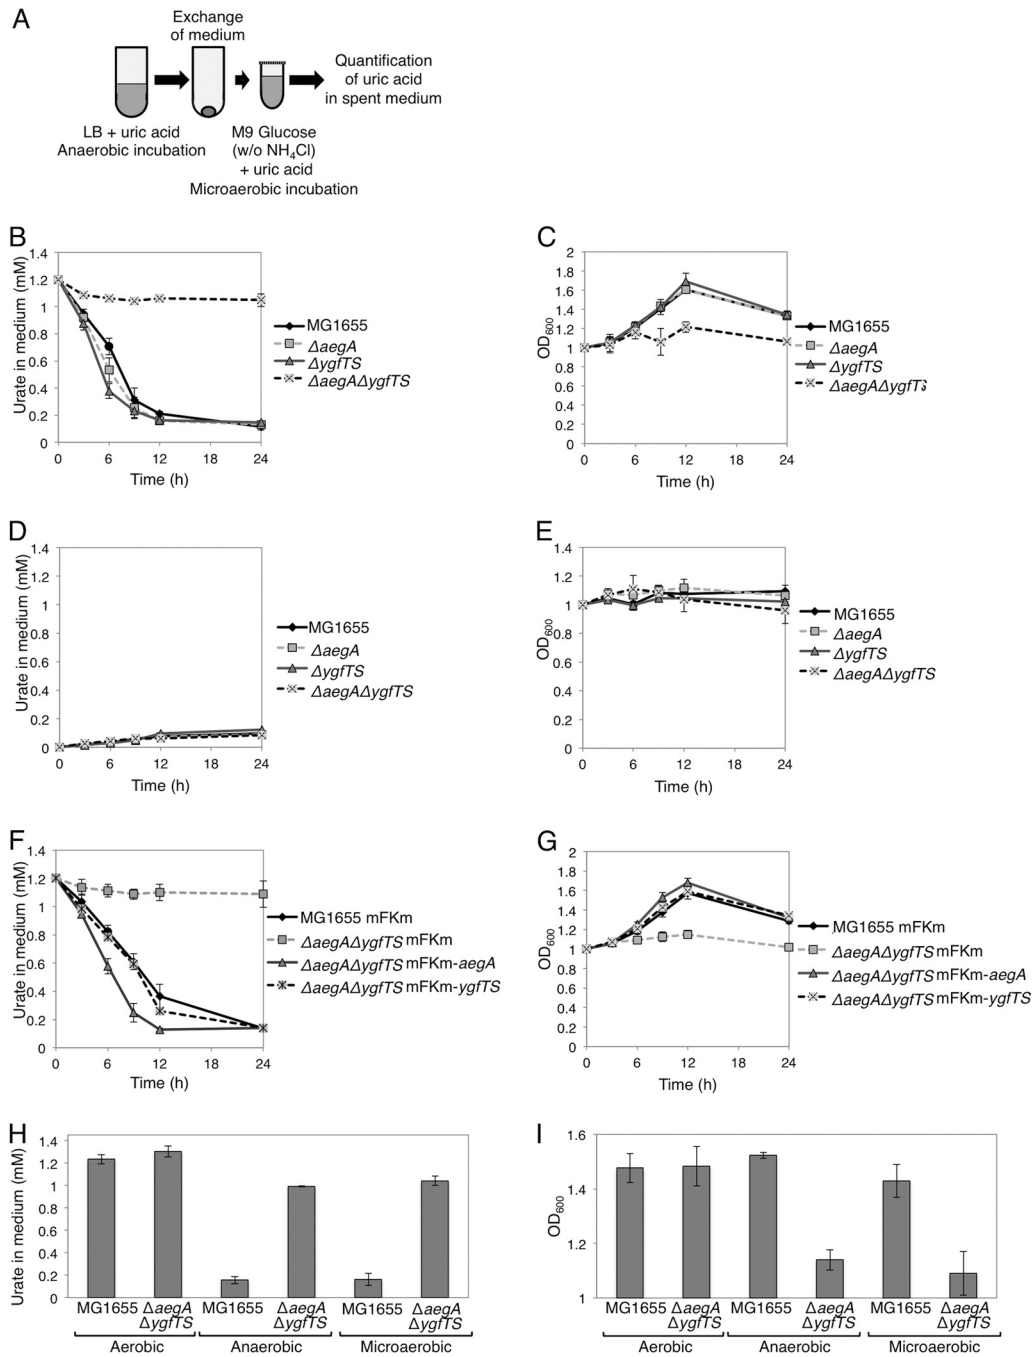 A
Exchange
of medium
Quantification
of uric acid
in spent medium
LB + uric acid
Anaerobic incubation
M9 Glucose
(w/o NH4Cl)
+ uric acid
Microaerobic incubation
B
Urate in medium (mM)
1.4
1.2
1
0.8
0.6
0.4
0.2
0
0 6 12 18 24
Time (h)
MG1655
ΔaegA
ΔygfTS
ΔaegAΔygfTS
C
OD600
2
1.8
1.6
1.4
1.2
1
0.8
0.6
0.4
0.2
0
0 6 12 18 24
Time (h)
MG1655
ΔaegA
ΔygfTS
ΔaegAΔygfTS
D
Urate in medium (mM)
1.4
1.2
1
0.8
0.6
0.4
0.2
0
0 6 12 18 24
Time (h)
MG1655
ΔaegA
ΔygfTS
ΔaegAΔygfTS
E
OD600
1.4
1.2
1
0.8
0.6
0.4
0.2
0
0 6 12 18 24
Time (h)
MG1655
ΔaegA
ΔygfTS
ΔaegAΔygfTS
F
Urate in medium (mM)
1.4
1.2
1
0.8
0.6
0.4
0.2
0
0 6 12 18 24
Time (h)
MG1655 mFKm
ΔaegAΔygfTS mFKm
ΔaegAΔygfTS mFKm-aegA
ΔaegAΔygfTS mFKm-ygfTS
G
OD600
2
1.8
1.6
1.4
1.2
1
0.8
0.6
0.4
0.2
0
0 6 12 18 24
Time (h)
MG1655 mFKm
ΔaegAΔygfTS mFKm
ΔaegAΔygfTS mFKm-aegA
ΔaegAΔygfTS mFKm-ygfTS
H
Urate in medium (mM)
1.4
1.2
1
0.8
0.6
0.4
0.2
0
MG1655 ΔaegA MG1655 ΔaegA MG1655 ΔaegA
ΔygfTS ΔygfTS ΔygfTS
Aerobic Anaerobic Microaerobic
I
OD600
1.6
1.4
1.2
1
MG1655 ΔaegA MG1655 ΔaegA MG1655 ΔaegA
ΔygfTS ΔygfTS ΔygfTS
Aerobic Anaerobic Microaerobic